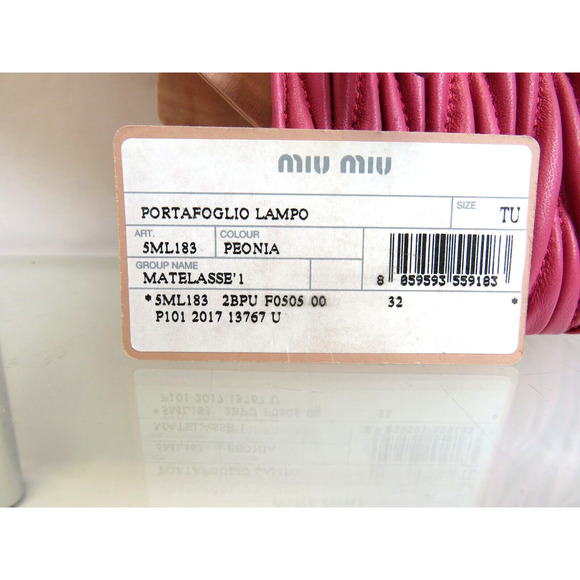 miu miu
PORTAFOGLIO LAMPO SIZE TU
ART. COLOUR
5ML183 PEONIA
GROUP NAME
MATELASSE'1 8 059593 559183
*5ML183 2BPU F0505 00 32 *
P101 2017 13767 U